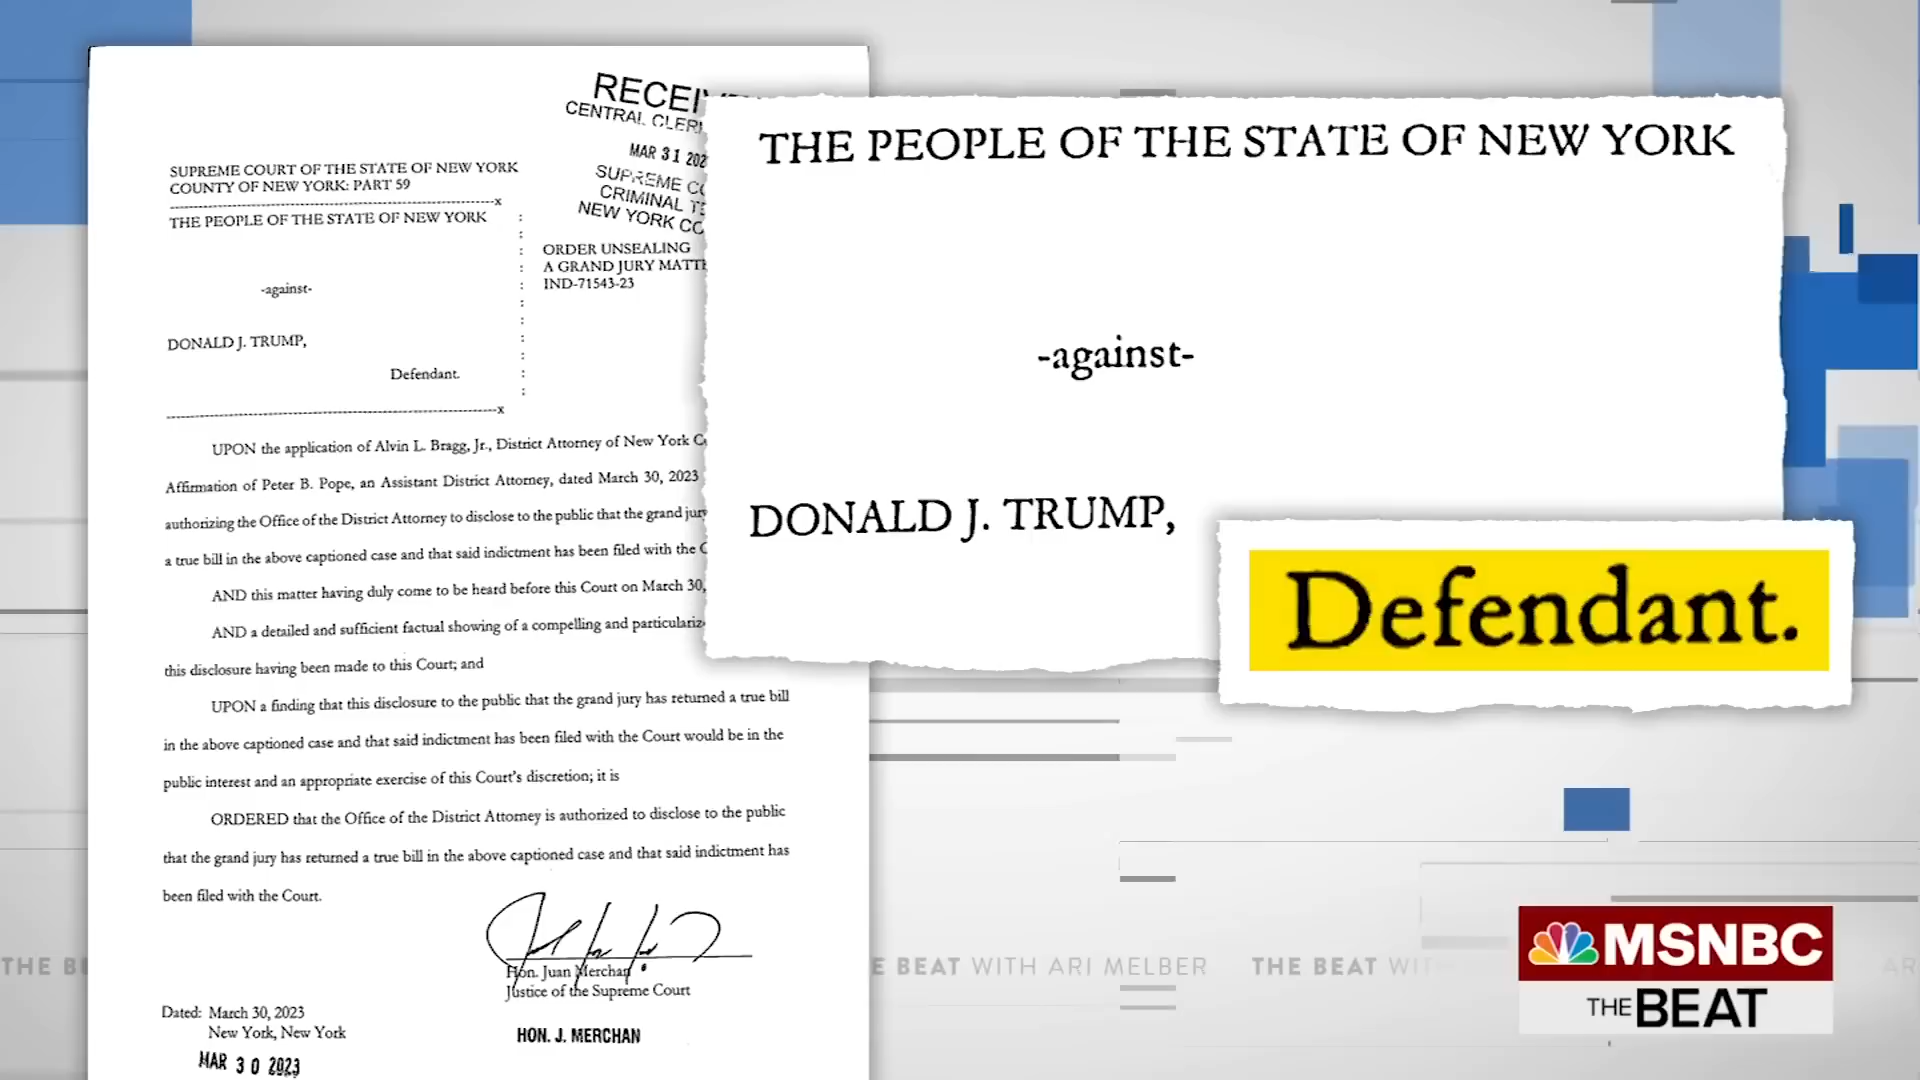 RECEI
CENTRAL CLER
MAR 31 202
SUPREME CO
CRIMINAL TE
NEW YORK CO
SUPREME COURT OF THE STATE OF NEW YORK
COUNTY OF NEW YORK: PART 59
THE PEOPLE OF THE STATE OF NEW YORK
-against-
DONALD J. TRUMP,
Defendant.
ORDER UNSEALING
A GRAND JURY MATTE
IND-71543-23
UPON the application of Alvin L. Bragg, Jr., District Attorney of New York C
Affirmation of Peter B. Pope, an Assistant District Attorney, dated March 30, 2023
authorizing the Office of the District Attorney to disclose to the public that the grand jury
a true bill in the above captioned case and that said indictment has been filed with the C
AND this matter having duly come to be heard before this Court on March 30,
AND a detailed and sufficient factual showing of a compelling and particulariz
this disclosure having been made to this Court; and
UPON a finding that this disclosure to the public that the grand jury has returned a true bill
in the above captioned case and that said indictment has been filed with the Court would be in the
public interest and an appropriate exercise of this Court's discretion; it is
ORDERED that the Office of the District Attorney is authorized to disclose to the public
that the grand jury has returned a true bill in the above captioned case and that said indictment has
been filed with the Court.
Hon. Juan Merchan
Justice of the Supreme Court
HON. J. MERCHAN
Dated: March 30, 2023
New York, New York
MAR 30 2023
THE PEOPLE OF THE STATE OF NEW YORK
-against-
DONALD J. TRUMP,
Defendant.
THE B
E BEAT WITH ARI MELBER THE BEAT WIT AR
MSNBC
THE BEAT